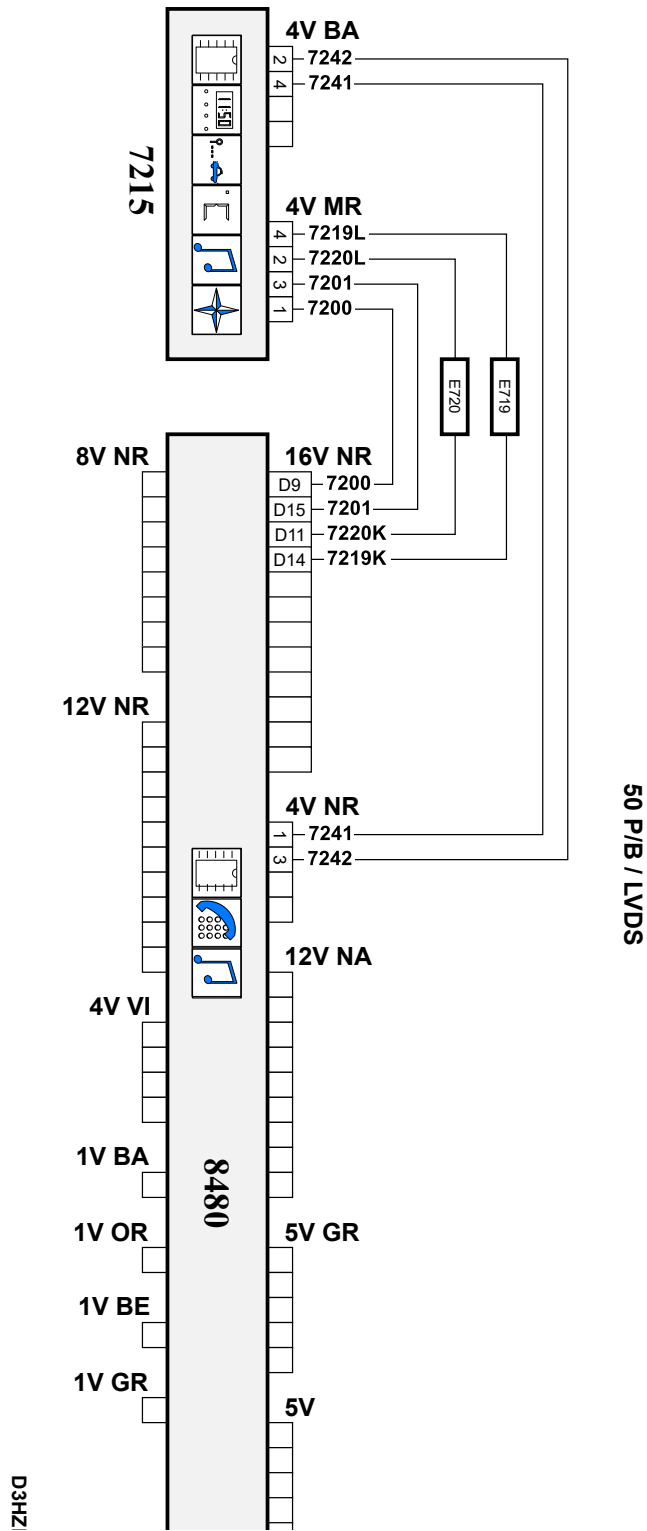 4V BA
2 7242
4 7241
11:50
7215
4V MR
4 7219L
2 7220L
3 7201
1 7200
E720 E719
8V NR 16V NR
D9 7200
D15 7201
D11 7220K
D14 7219K
12V NR
4V NR
1 7241
3 7242
50 P/B / LVDS
12V NA
4V VI
1V BA
8480
1V OR 5V GR
1V BE
1V GR
5V